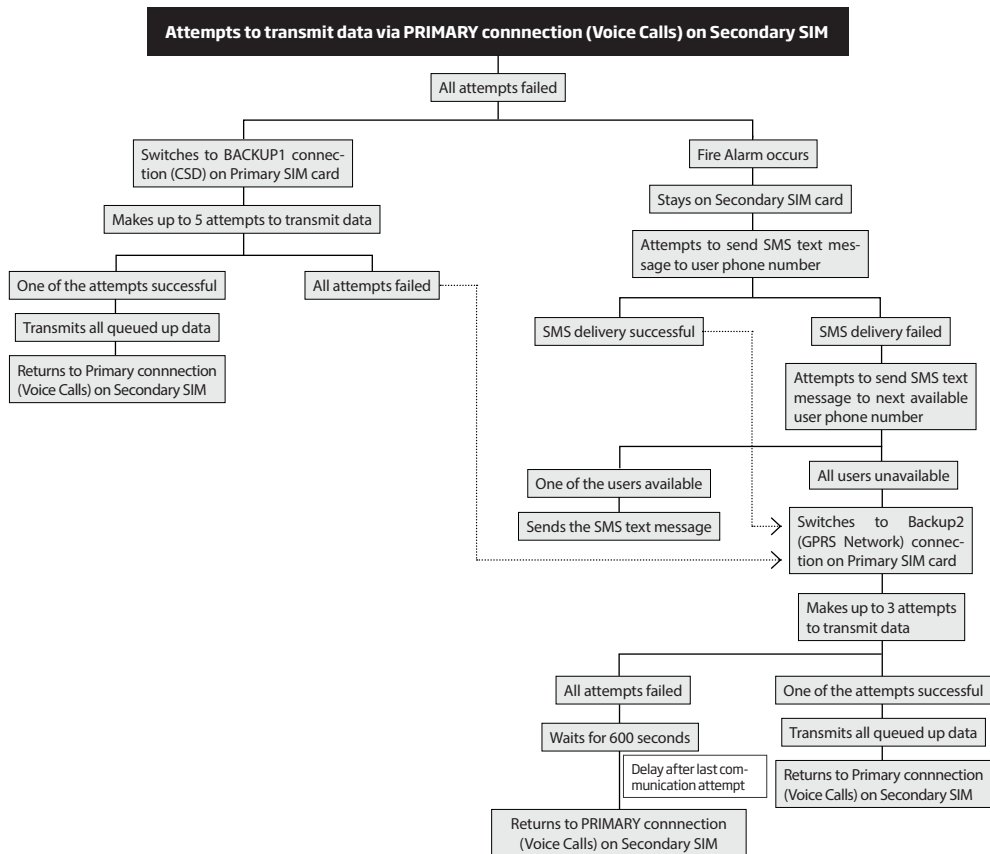 Attempts to transmit data via PRIMARY connnection (Voice Calls) on Secondary SIM
All attempts failed
Switches to BACKUP1 connec-
tion (CSD) on Primary SIM card
Makes up to 5 attempts to transmit data
One of the attempts successful
All attempts failed
Transmits all queued up data
Returns to Primary connnection
(Voice Calls) on Secondary SIM
Fire Alarm occurs
Stays on Secondary SIM card
Attempts to send SMS text mes-
sage to user phone number
SMS delivery successful
SMS delivery failed
Attempts to send SMS text
message to next available
user phone number
One of the users available
All users unavailable
Sends the SMS text message
Switches to Backup2
(GPRS Network) connec-
tion on Primary SIM card
Makes up to 3 attempts
to transmit data
All attempts failed
One of the attempts successful
Waits for 600 seconds
Transmits all queued up data
Delay after last com-
munication attempt
Returns to Primary connnection
(Voice Calls) on Secondary SIM
Returns to PRIMARY connnection
(Voice Calls) on Secondary SIM